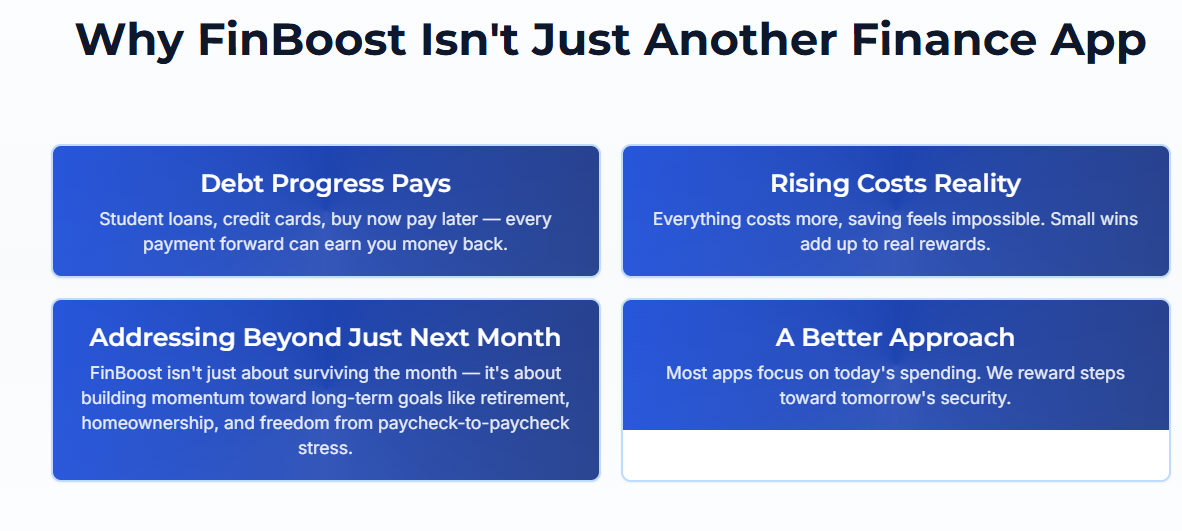 Why FinBoost Isn't Just Another Finance App
Debt Progress Pays
Student loans, credit cards, buy now pay later — every
payment forward can earn you money back.
Rising Costs Reality
Everything costs more, saving feels impossible. Small wins
add up to real rewards.
Addressing Beyond Just Next Month
FinBoost isn't just about surviving the month — it's about
building momentum toward long-term goals like retirement,
homeownership, and freedom from paycheck-to-paycheck
stress.
A Better Approach
Most apps focus on today's spending. We reward steps
toward tomorrow's security.